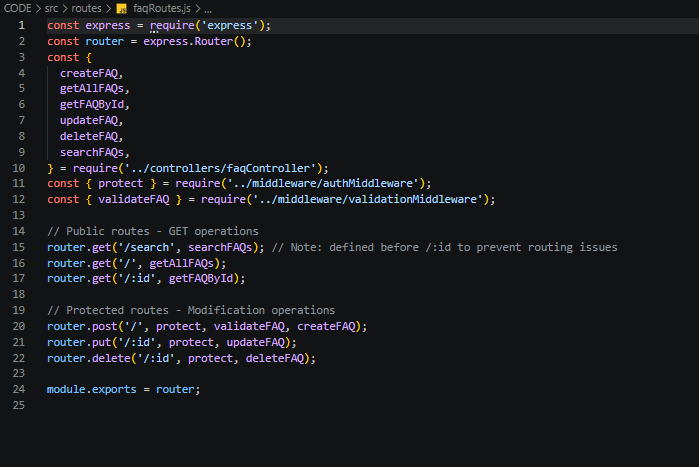 CODE > src > routes > JS faqRoutes.js > ...
1 const express = require('express');
2 const router = express.Router();
3 const {
4   createFAQ,
5   getAllFAQs,
6   getFAQById,
7   updateFAQ,
8   deleteFAQ,
9   searchFAQs,
10 } = require('../controllers/faqController');
11 const { protect } = require('../middleware/authMiddleware');
12 const { validateFAQ } = require('../middleware/validationMiddleware');
13
14 // Public routes - GET operations
15 router.get('/search', searchFAQs); // Note: defined before /:id to prevent routing issues
16 router.get('/', getAllFAQs);
17 router.get('/:id', getFAQById);
18
19 // Protected routes - Modification operations
20 router.post('/', protect, validateFAQ, createFAQ);
21 router.put('/:id', protect, updateFAQ);
22 router.delete('/:id', protect, deleteFAQ);
23
24 module.exports = router;
25